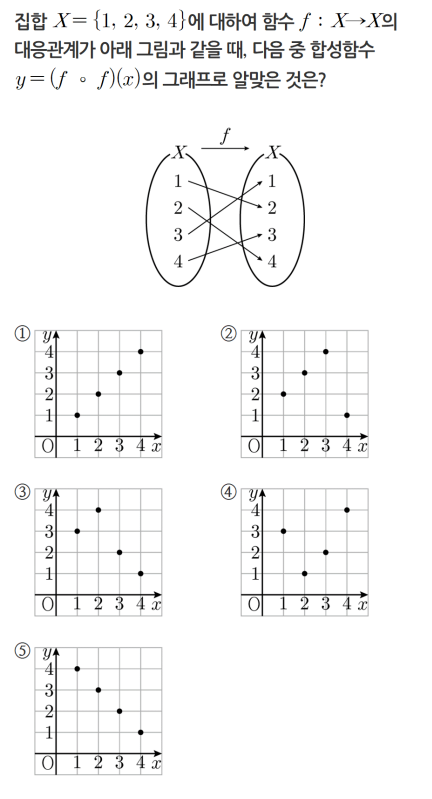 집합 X={1, 2, 3, 4}에 대하여 함수 f : X→X의
대응관계가 아래 그림과 같을 때, 다음 중 합성함수
y=(f ∘ f)(x)의 그래프로 알맞은 것은?
f
X X
1 1
2 2
3 3
4 4
① y ② y
4 4
3 3
2 2
1 1
O 1 2 3 4 x O 1 2 3 4 x
③ y ④ y
4 4
3 3
2 2
1 1
O 1 2 3 4 x O 1 2 3 4 x
⑤ y
4
3
2
1
O 1 2 3 4 x